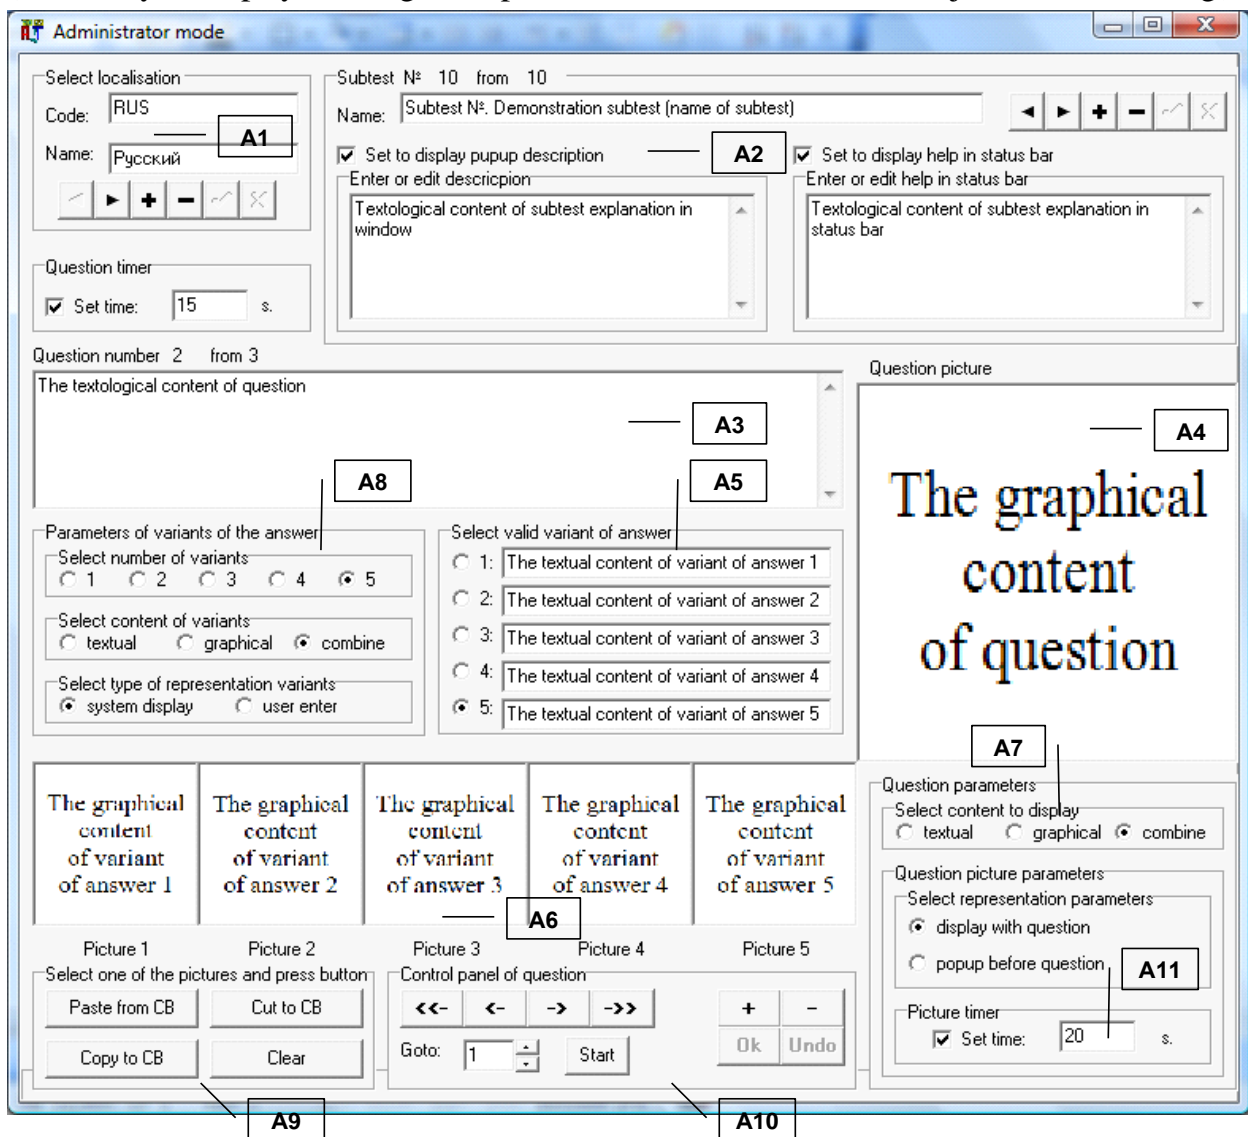 Administrator mode
Select localisation
Code: RUS
A1
Name: Русский
Subtest № 10 from 10
Name: Subtest №. Demonstration subtest (name of subtest)
Set to display pupup description
A2
Set to display help in status bar
Enter or edit descricpion
Enter or edit help in status bar
Textological content of subtest explanation in
window
Textological content of subtest explanation in
status bar
Question timer
Set time: 15 s.
Question number 2 from 3
Question picture
The textological content of question
A3
A4
The graphical
content
of question
A8
A5
Parameters of variants of the answer
Select number of variants
1 2 3 4 5
Select content of variants
textual graphical combine
Select type of representation variants
system display user enter
Select valid variant of answer
1: The textual content of variant of answer 1
2: The textual content of variant of answer 2
3: The textual content of variant of answer 3
4: The textual content of variant of answer 4
5: The textual content of variant of answer 5
A7
The graphical
content
of variant
of answer 1
The graphical
content
of variant
of answer 2
The graphical
content
of variant
of answer 3
The graphical
content
of variant
of answer 4
The graphical
content
of variant
of answer 5
A6
Picture 1 Picture 2 Picture 3 Picture 4 Picture 5
Question parameters
Select content to display
textual graphical combine
Question picture parameters
Select representation parameters
display with question
popup before question
A11
Picture timer
Set time: 20 s.
Select one of the pictures and press button
Paste from CB Cut to CB
Copy to CB Clear
A9
Control panel of question
<<- <- -> ->> + -
Goto: 1 Start Ok Undo
A10